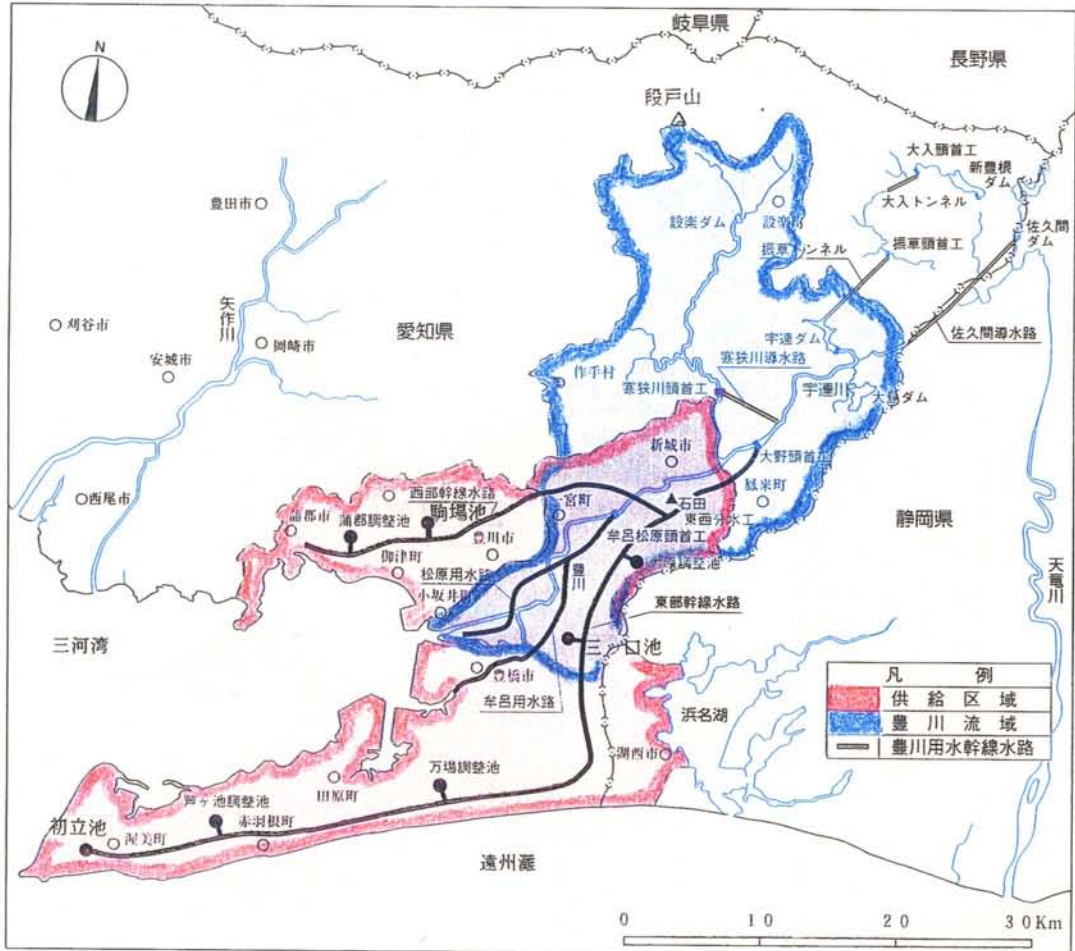 岐阜県
長野県
N
段戸山
大入頭首工
新豊根
ダム
豊田市
大入トンネル
設楽ダム
設楽町
佐久間
ダム
振草頭首工
振草トンネル
矢作川
刈谷市
愛知県
岡崎市
安城市
宇連ダム
佐久間導水路
寒狭川導水路
作手村
寒狭川頭首工
宇連川
大島ダム
新城市
大野頭首工
西尾市
西部幹線水路
一宮町
石田
鳳来町
駒場池
東西分水工
静岡県
蒲郡市
蒲郡調整池
牟呂松原頭首工
豊川市
天竜川
御津町
豊川
調整池
松原用水路
小坂井町
東部幹線水路
三河湾
三ッ口池
豊橋市
牟呂用水路
浜名湖
凡例
供給区域
豊川流域
豊川用水幹線水路
湖西市
万場調整池
田原町
芦ヶ池調整池
赤羽根町
初立池
渥美町
遠州灘
0 10 20 30Km